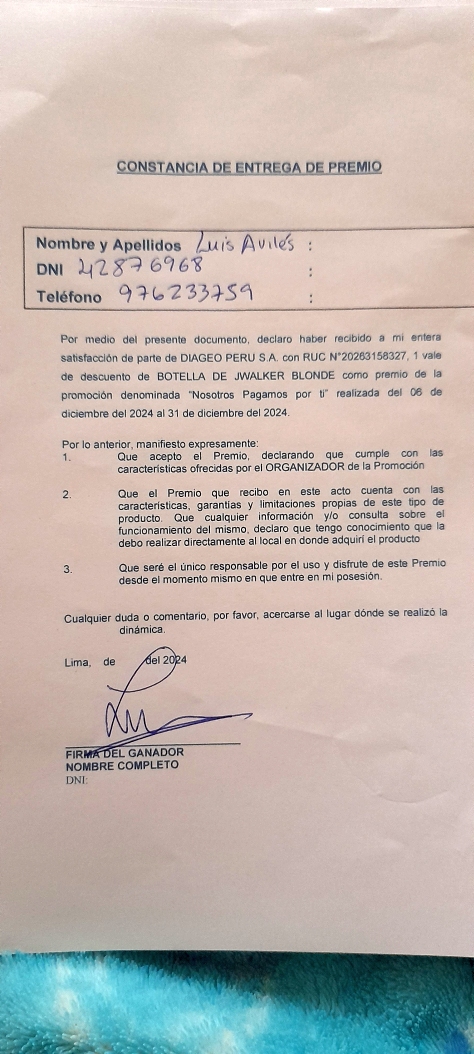 CONSTANCIA DE ENTREGA DE PREMIO
Nombre y Apellidos Luis Avilés :
DNI 42876968 :
Teléfono 976233759 :
Por medio del presente documento, declaro haber recibido a mi entera
satisfacción de parte de DIAGEO PERU S.A. con RUC N°20263158327, 1 vale
de descuento de BOTELLA DE JWALKER BLONDE como premio de la
promoción denominada "Nosotros Pagamos por ti" realizada del 06 de
diciembre del 2024 al 31 de diciembre del 2024.
Por lo anterior, manifiesto expresamente:
1. Que acepto el Premio, declarando que cumple con las
características ofrecidas por el ORGANIZADOR de la Promoción
2. Que el Premio que recibo en este acto cuenta con las
características, garantías y limitaciones propias de este tipo de
producto. Que cualquier información y/o consulta sobre el
funcionamiento del mismo, declaro que tengo conocimiento que la
debo realizar directamente al local en donde adquirí el producto
3. Que seré el único responsable por el uso y disfrute de este Premio
desde el momento mismo en que entre en mi posesión.
Cualquier duda o comentario, por favor, acercarse al lugar dónde se realizó la
dinámica.
Lima, de del 2024
FIRMA DEL GANADOR
NOMBRE COMPLETO
DNI: